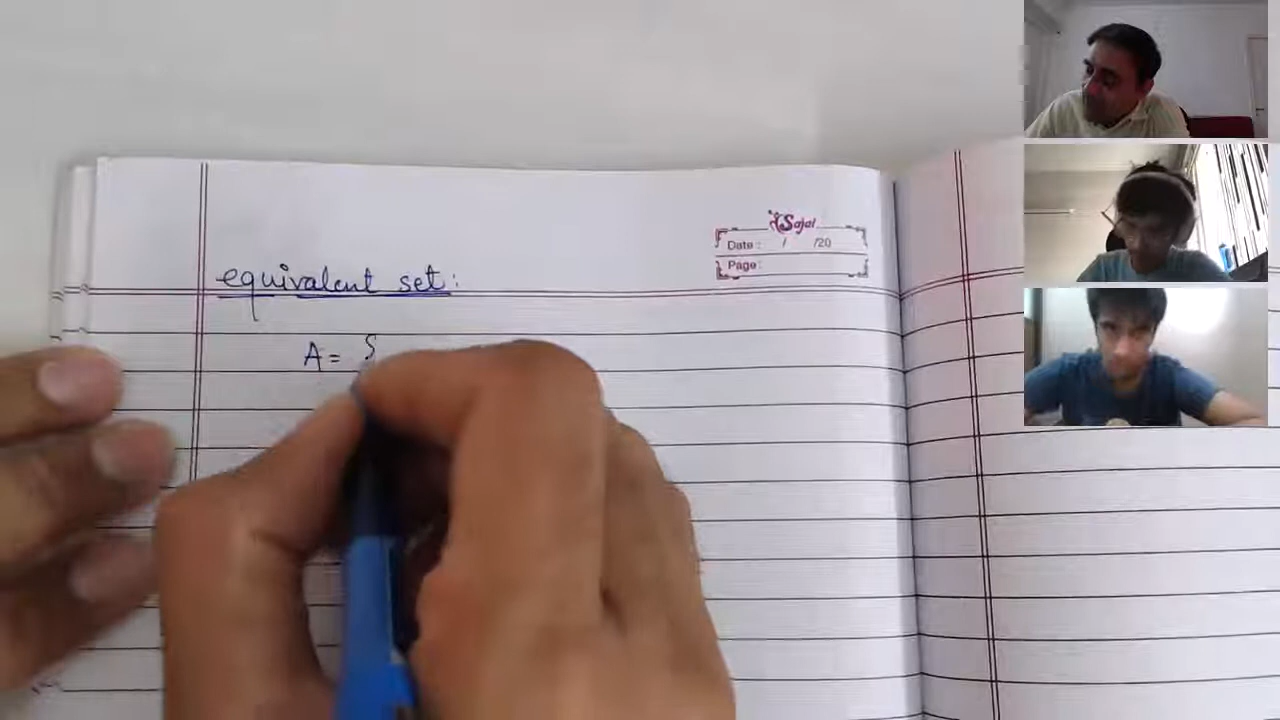 Sajal
Date : / /20
Page :
equivalent set:
A = {